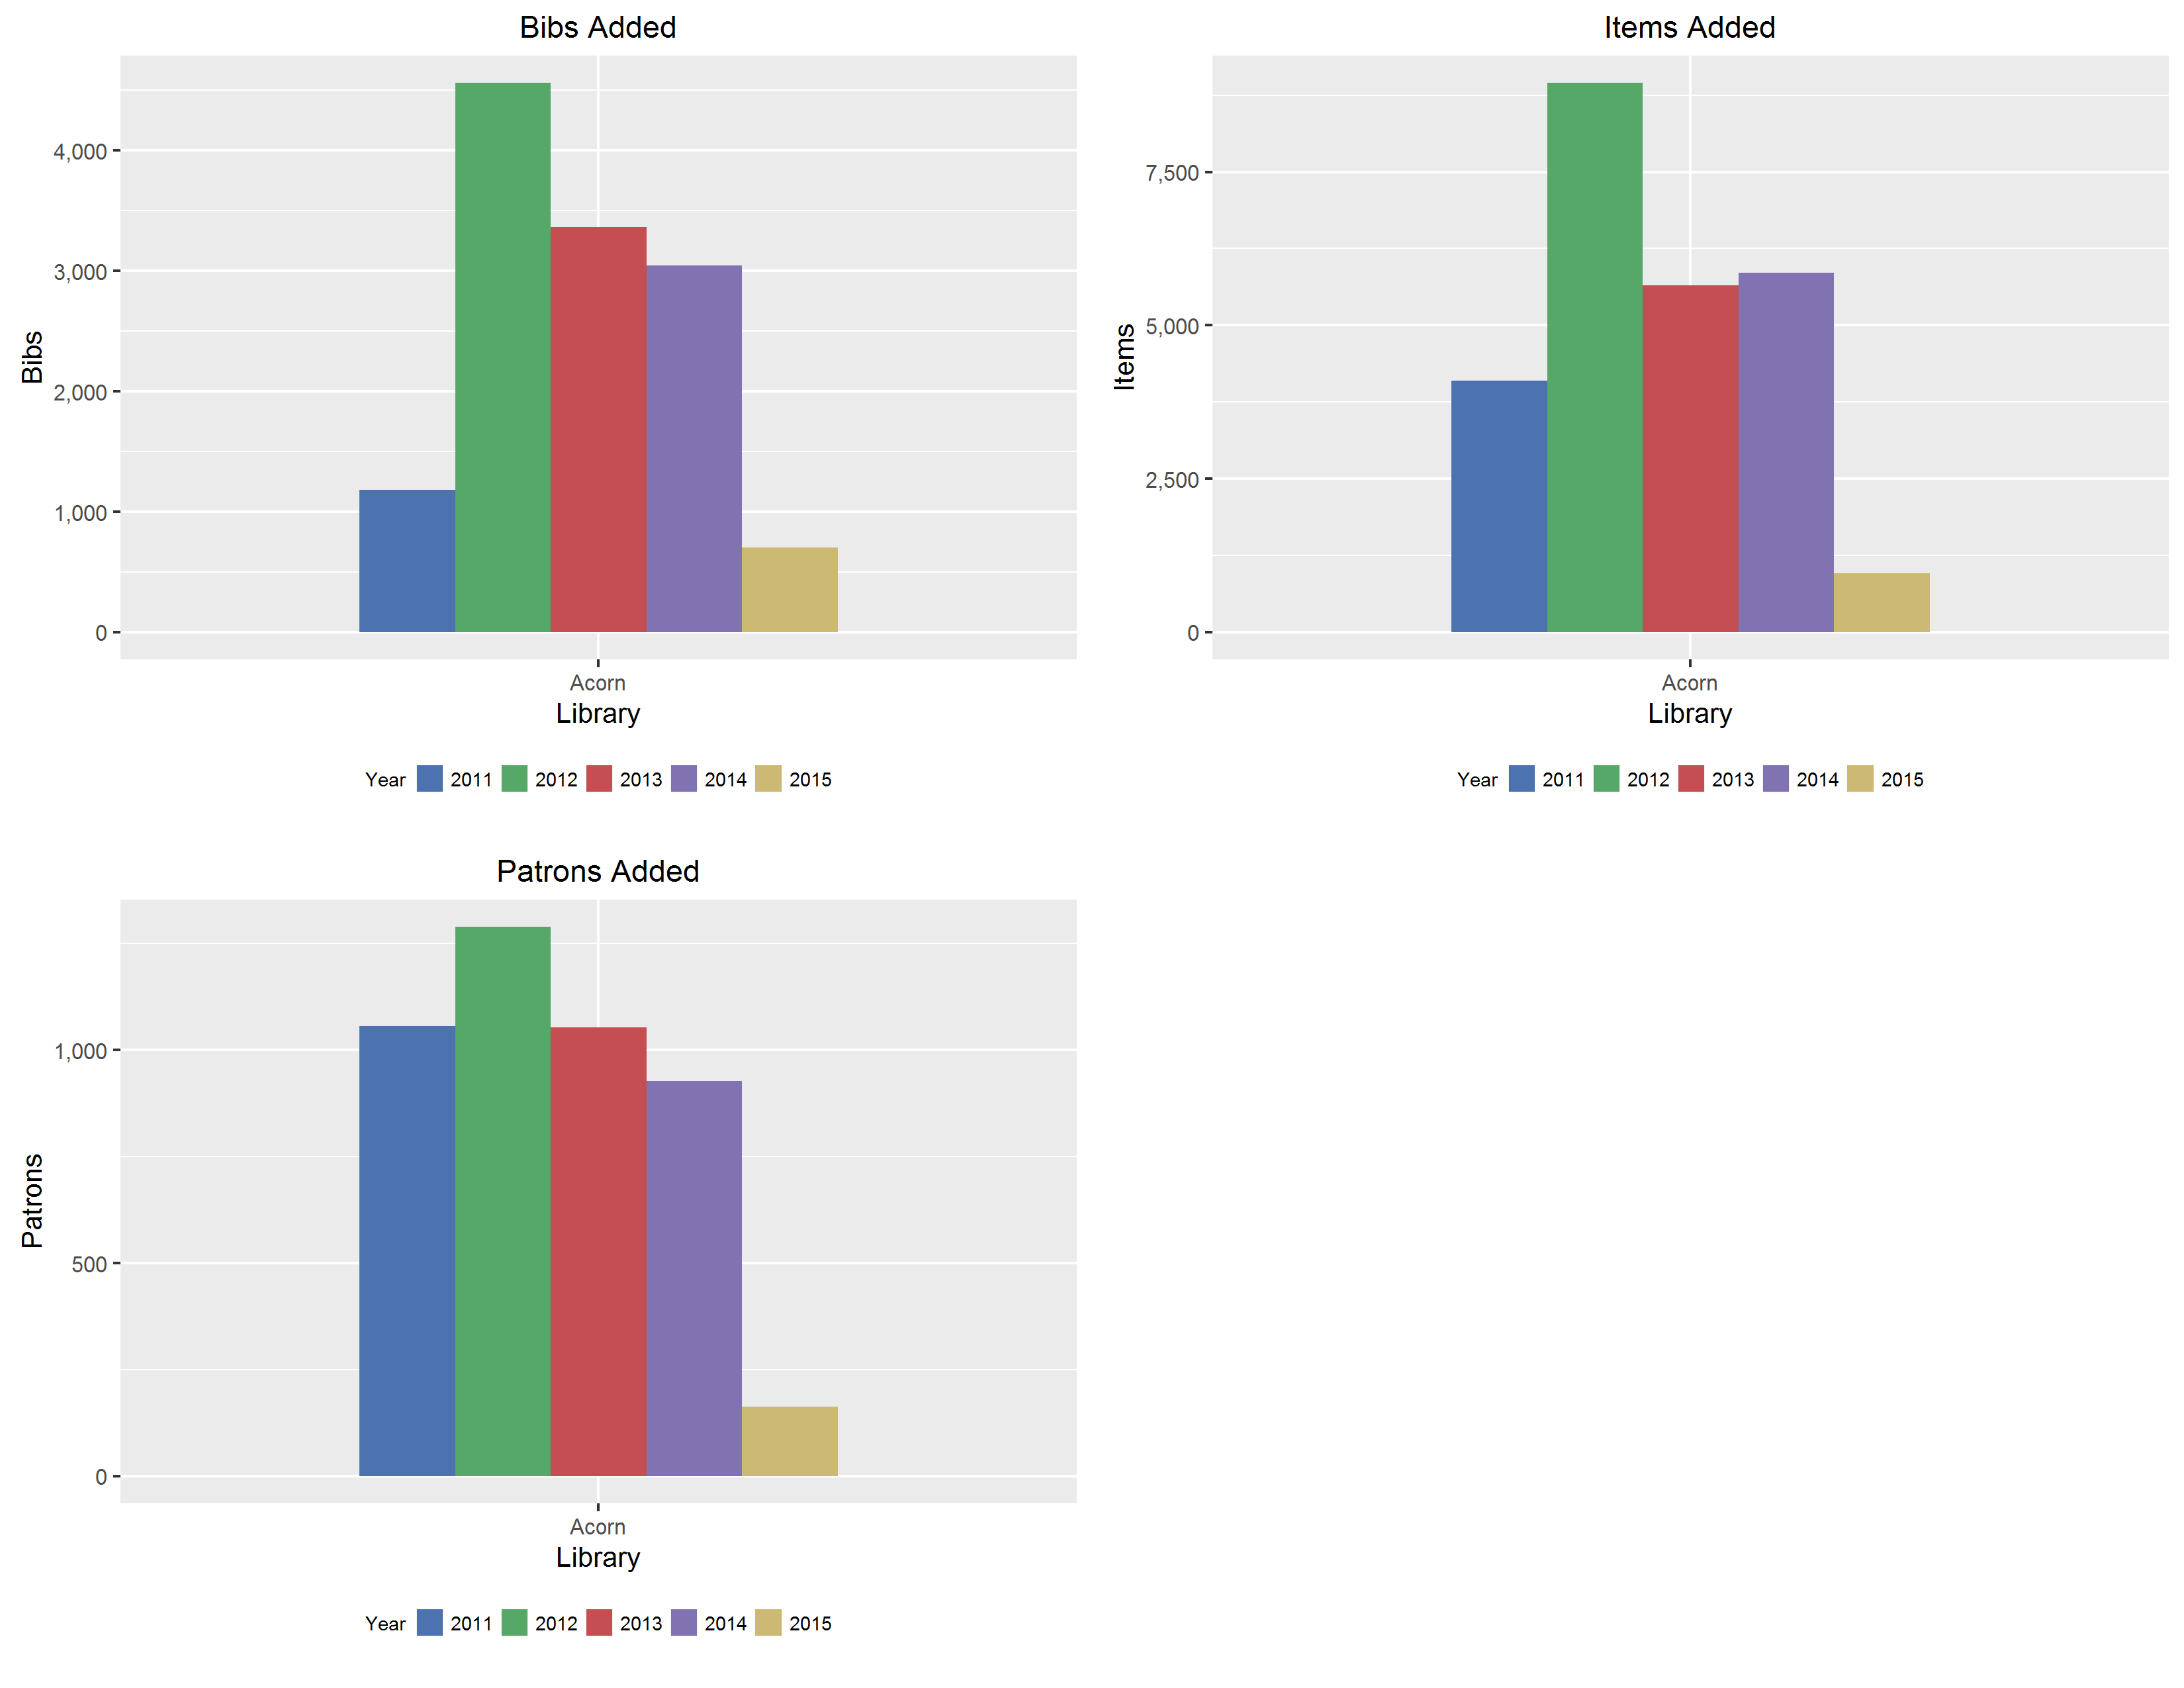 Bibs Added
Bibs
4,000
3,000
2,000
1,000
0
Acorn
Library
Year 2011 2012 2013 2014 2015
Items Added
Items
7,500
5,000
2,500
0
Acorn
Library
Year 2011 2012 2013 2014 2015
Patrons Added
Patrons
1,000
500
0
Acorn
Library
Year 2011 2012 2013 2014 2015